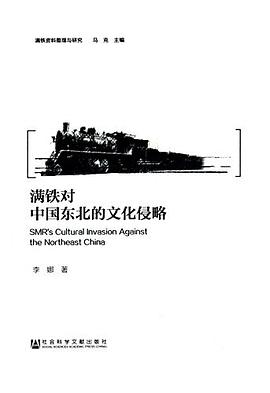 满铁资料整理与研究 马克 主编
满铁对
中国东北的文化侵略
SMR's Cultural Invasion Against
the Northeast China
李娜 著
社会科学文献出版社
SOCIAL SCIENCES ACADEMIC PRESS (CHINA)